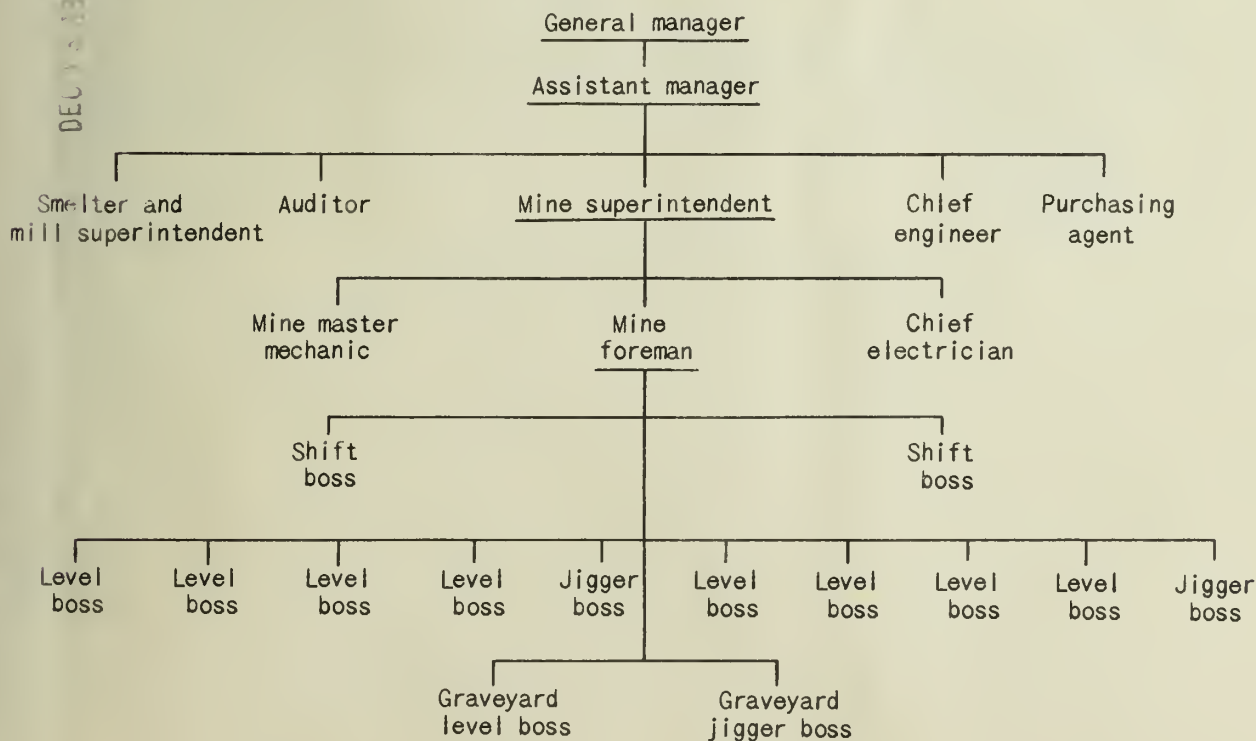 General manager
Assistant manager
Smelter and
mill superintendent
Auditor
Mine superintendent
Chief
engineer
Purchasing
agent
Mine master
mechanic
Mine
foreman
Chief
electrician
Shift
boss
Shift
boss
Level
boss
Level
boss
Level
boss
Level
boss
Jigger
boss
Level
boss
Level
boss
Level
boss
Level
boss
Jigger
boss
Graveyard
level boss
Graveyard
jigger boss
DEC